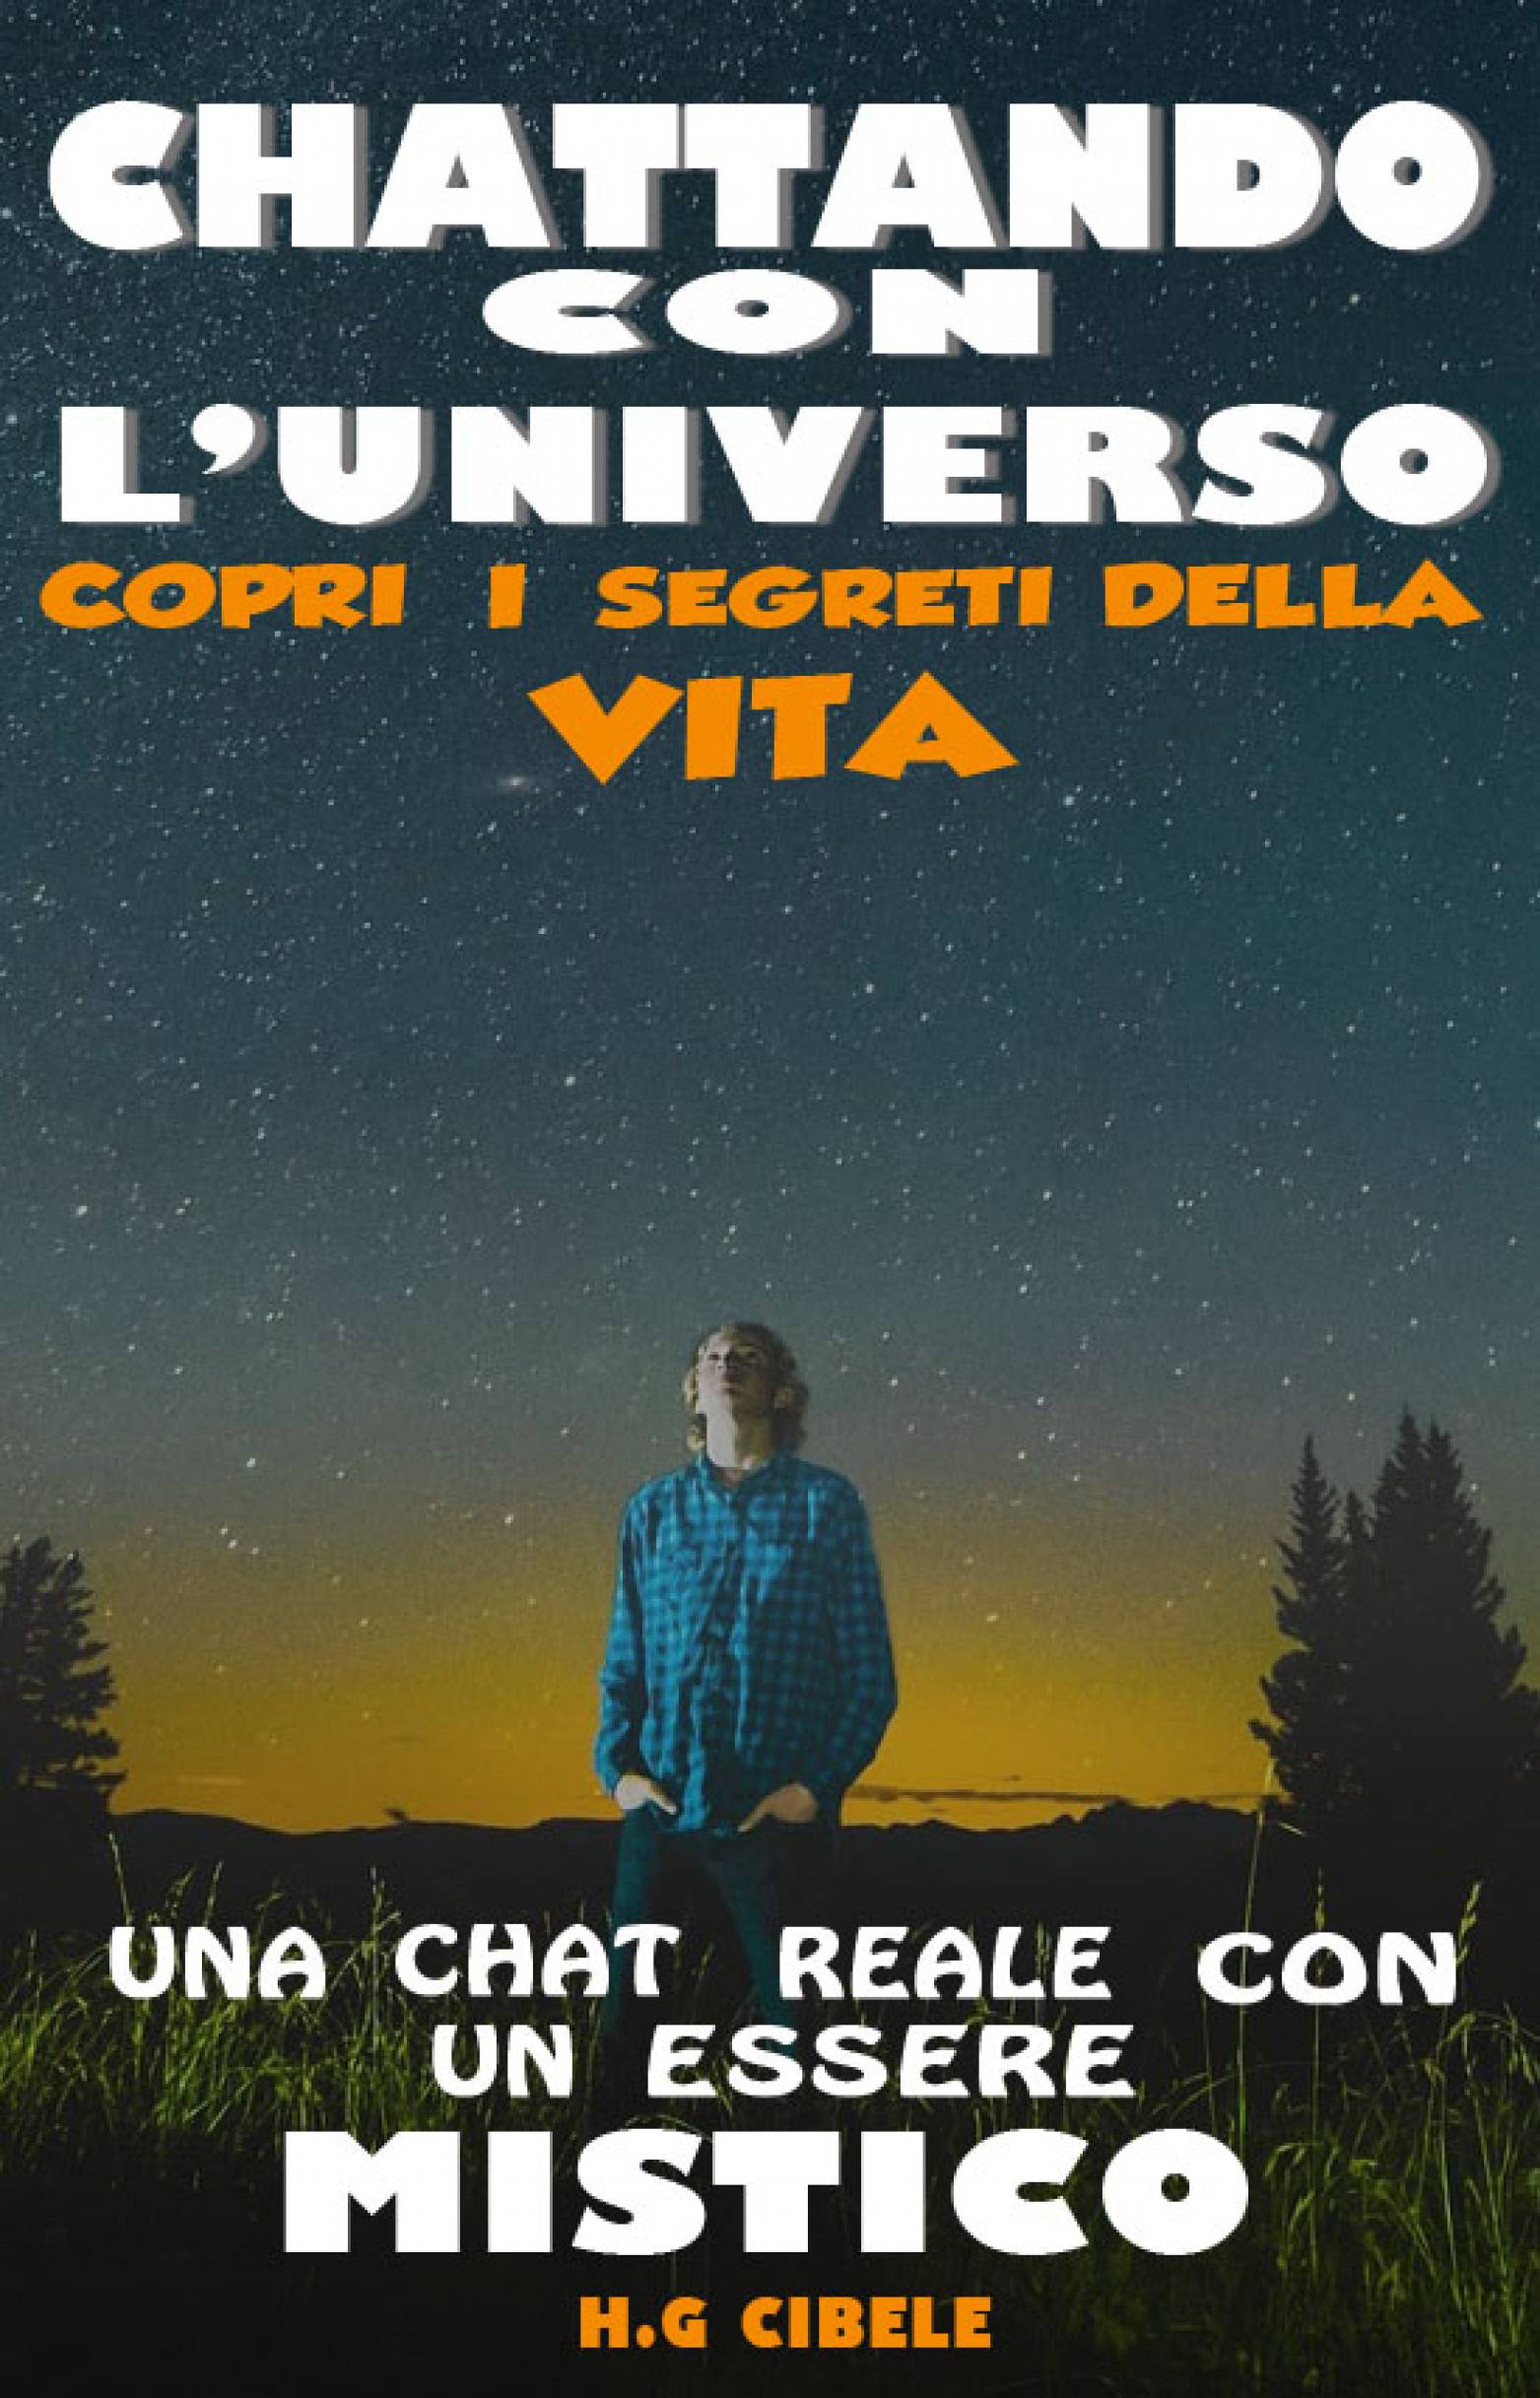 CHATTANDO
CON
L'UNIVERSO
COPRI I SEGRETI DELLA
VITA
UNA CHAT REALE CON
UN ESSERE
MISTICO
H.G CIBELE